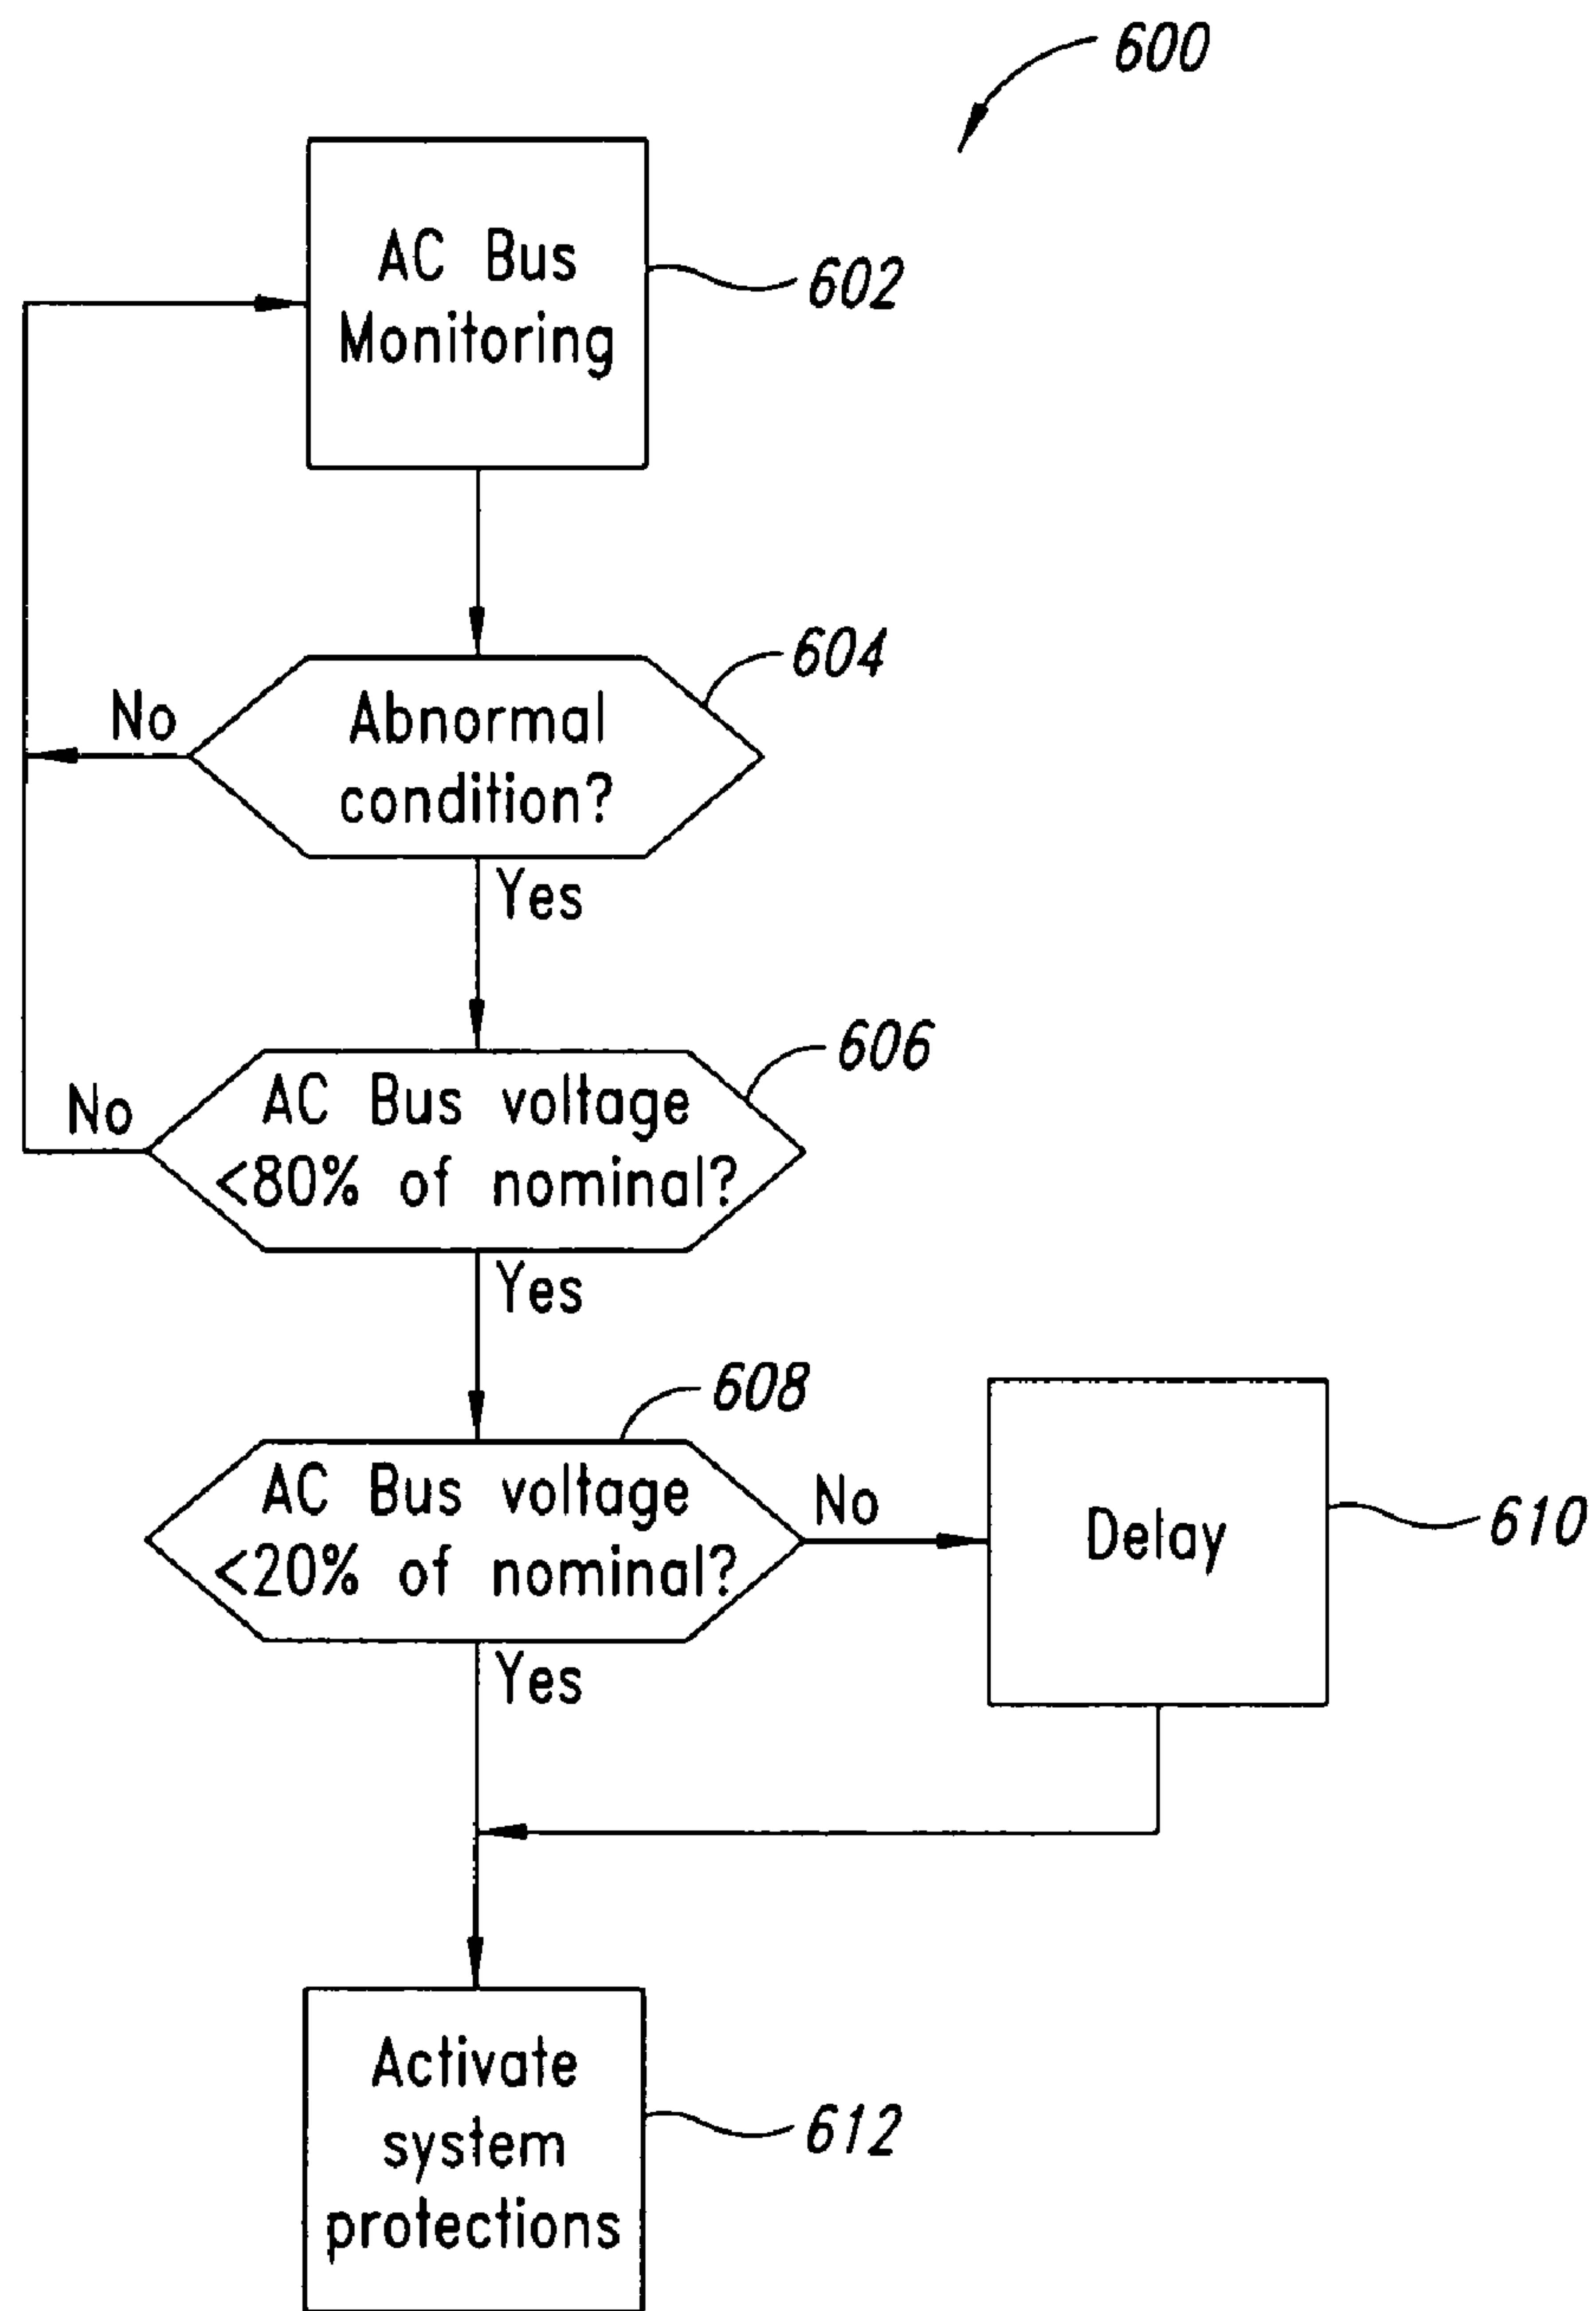 600
AC Bus
Monitoring
602
604
No
Abnormal
condition?
Yes
606
No
AC Bus voltage
<80% of nominal?
Yes
608
AC Bus voltage
<20% of nominal?
No
Delay
610
Yes
Activate
system
protections
612